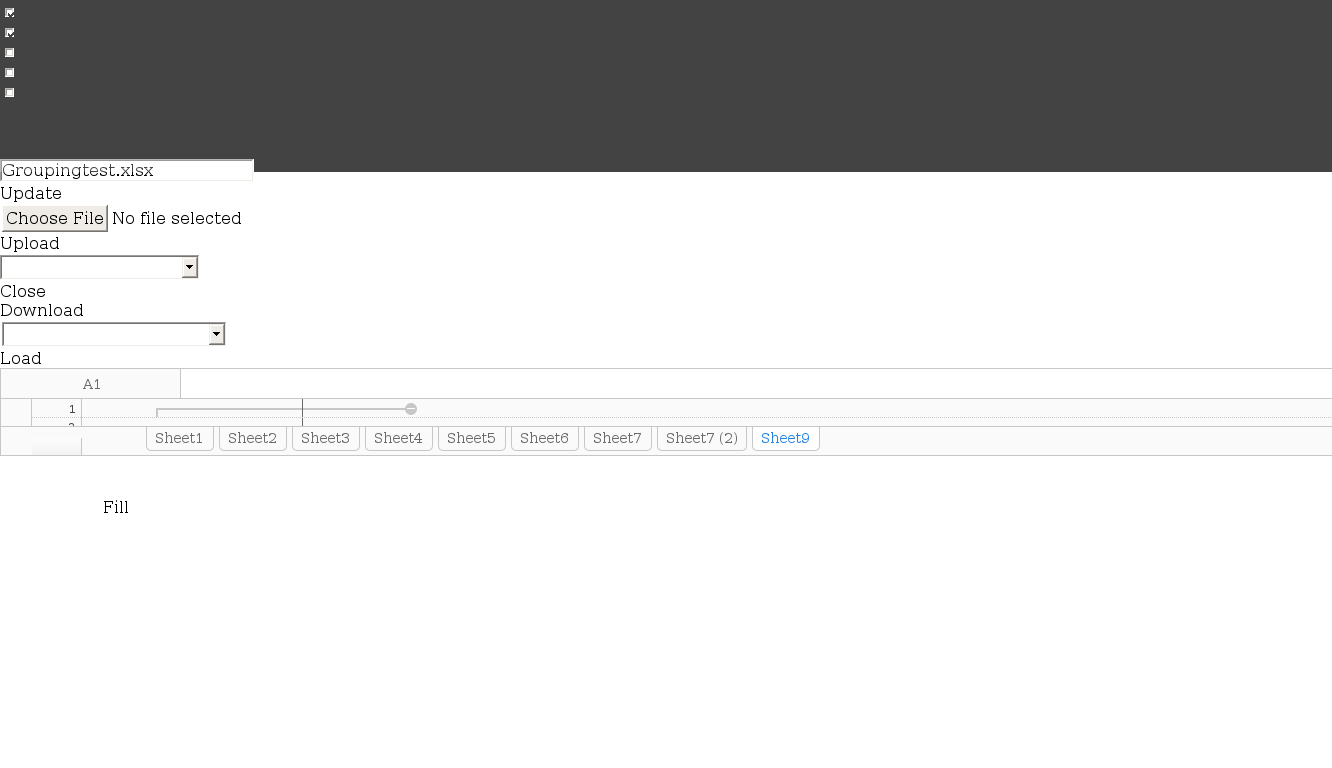 Groupingtest.xlsx
Update
Choose File No file selected
Upload
Close
Download
Load
A1
1
Sheet1 Sheet2 Sheet3 Sheet4 Sheet5 Sheet6 Sheet7 Sheet7 (2) Sheet9
Fill